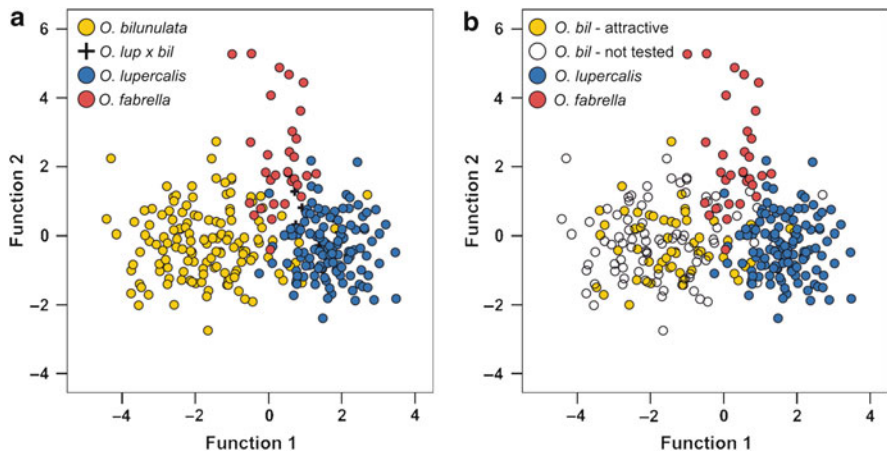 a
O. bilunulata
O. lup x bil
O. lupercalis
O. fabrella
Function 2
6
4
2
0
−2
−4
−4
−2
0
2
4
Function 1
b
O. bil - attractive
O. bil - not tested
O. lupercalis
O. fabrella
Function 2
6
4
2
0
−2
−4
−4
−2
0
2
4
Function 1